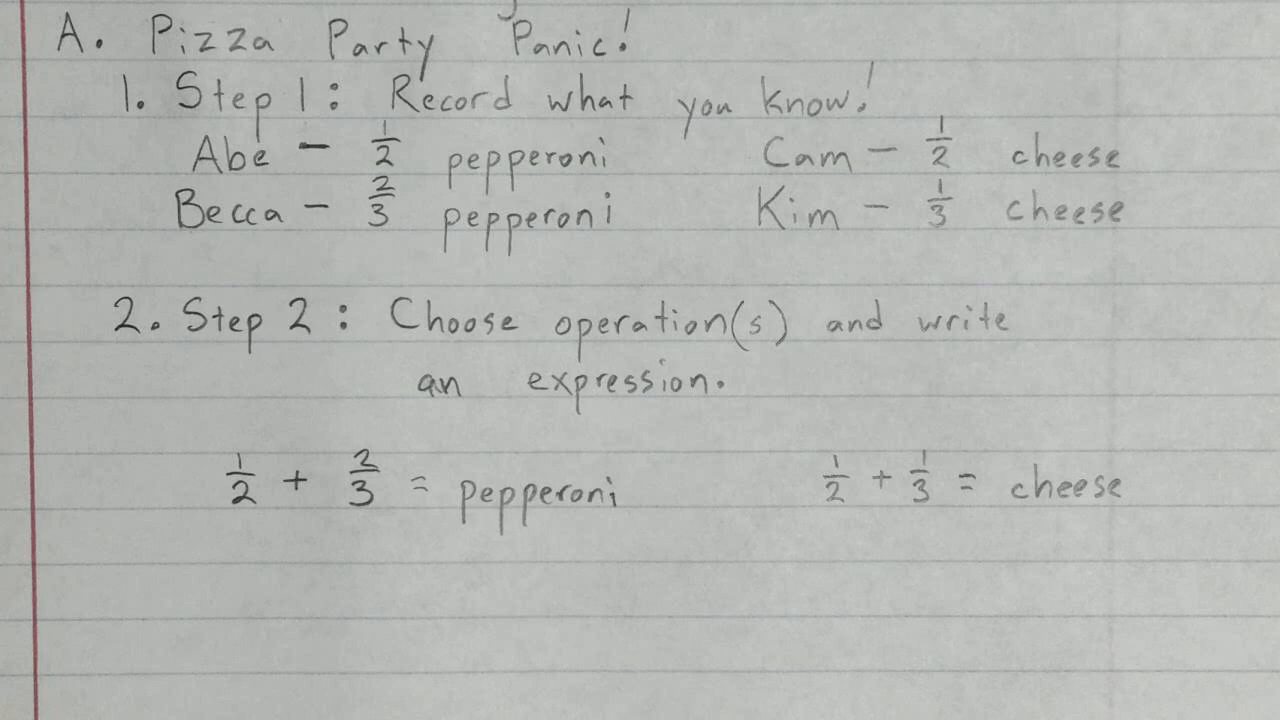 A. Pizza Party Panic!
1. Step 1: Record what you know!
Abe - 1/2 pepperoni Cam - 1/2 cheese
Becca - 2/3 pepperoni Kim - 1/3 cheese
2. Step 2: Choose operation(s) and write
an expression.
1/2 + 2/3 = pepperoni 1/2 + 1/3 = cheese